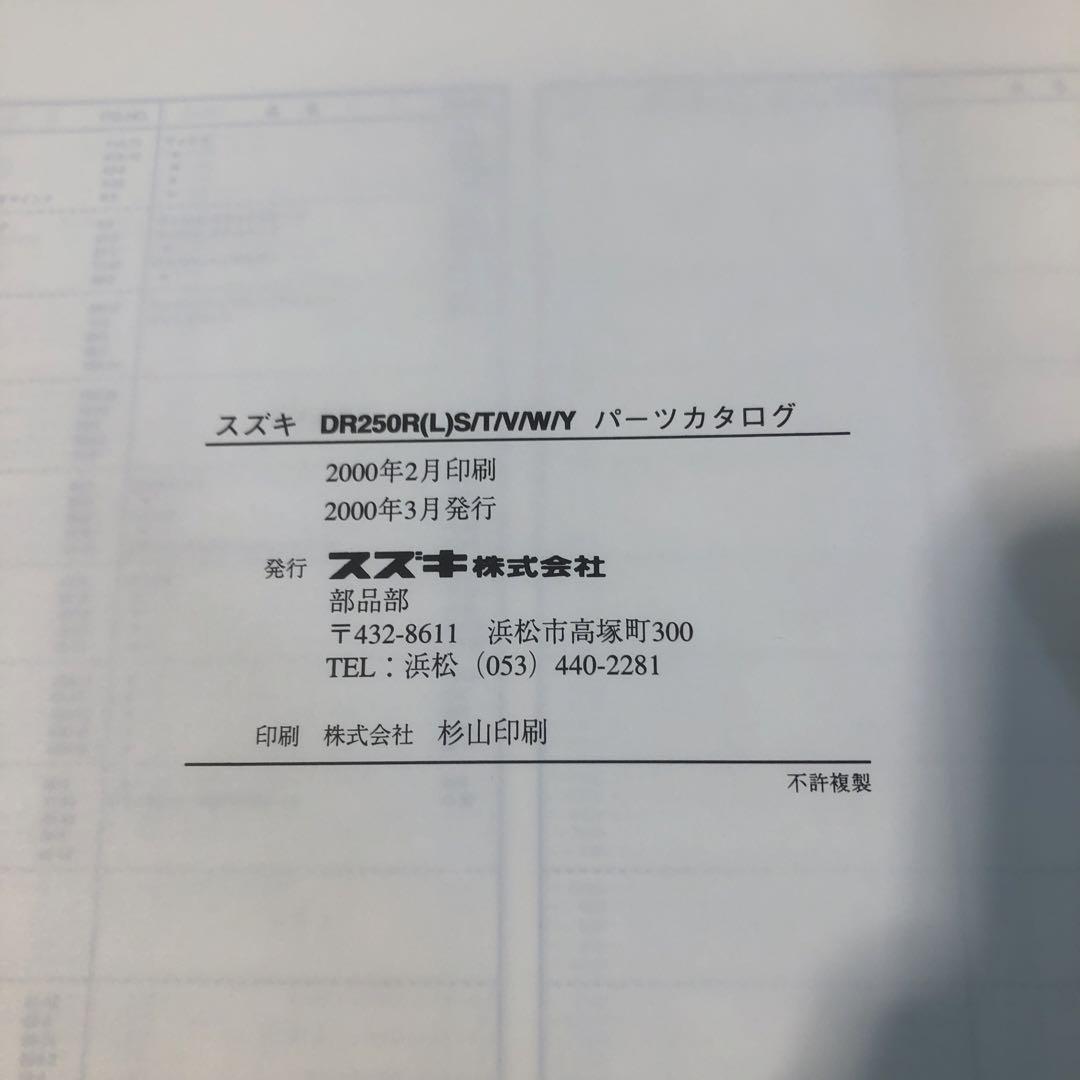 スズキ DR250R(L)S/T/V/W/Y パーツカタログ
2000年2月印刷
2000年3月発行
発行 スズキ株式会社
部品部
〒432-8611 浜松市高塚町300
TEL：浜松（053）440-2281
印刷 株式会社 杉山印刷
不許複製